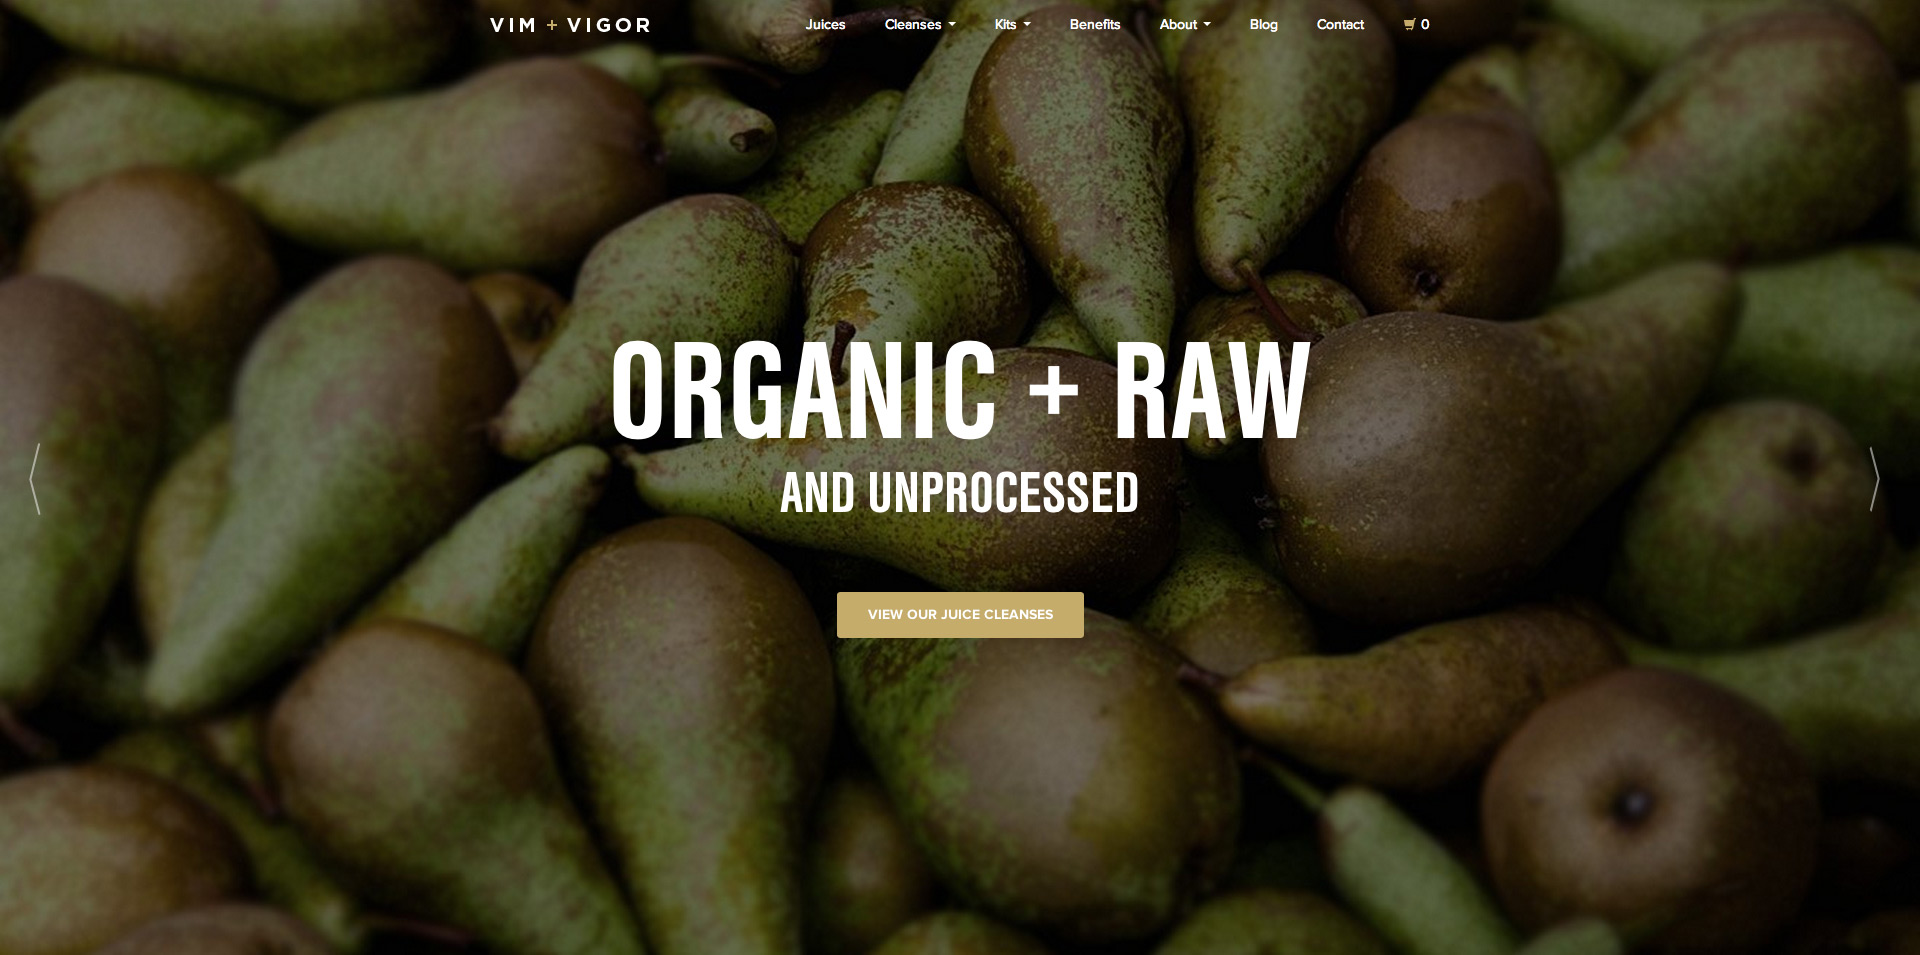 VIM + VIGOR
Juices Cleanses Kits Benefits About Blog Contact 0
ORGANIC + RAW
AND UNPROCESSED
VIEW OUR JUICE CLEANSES